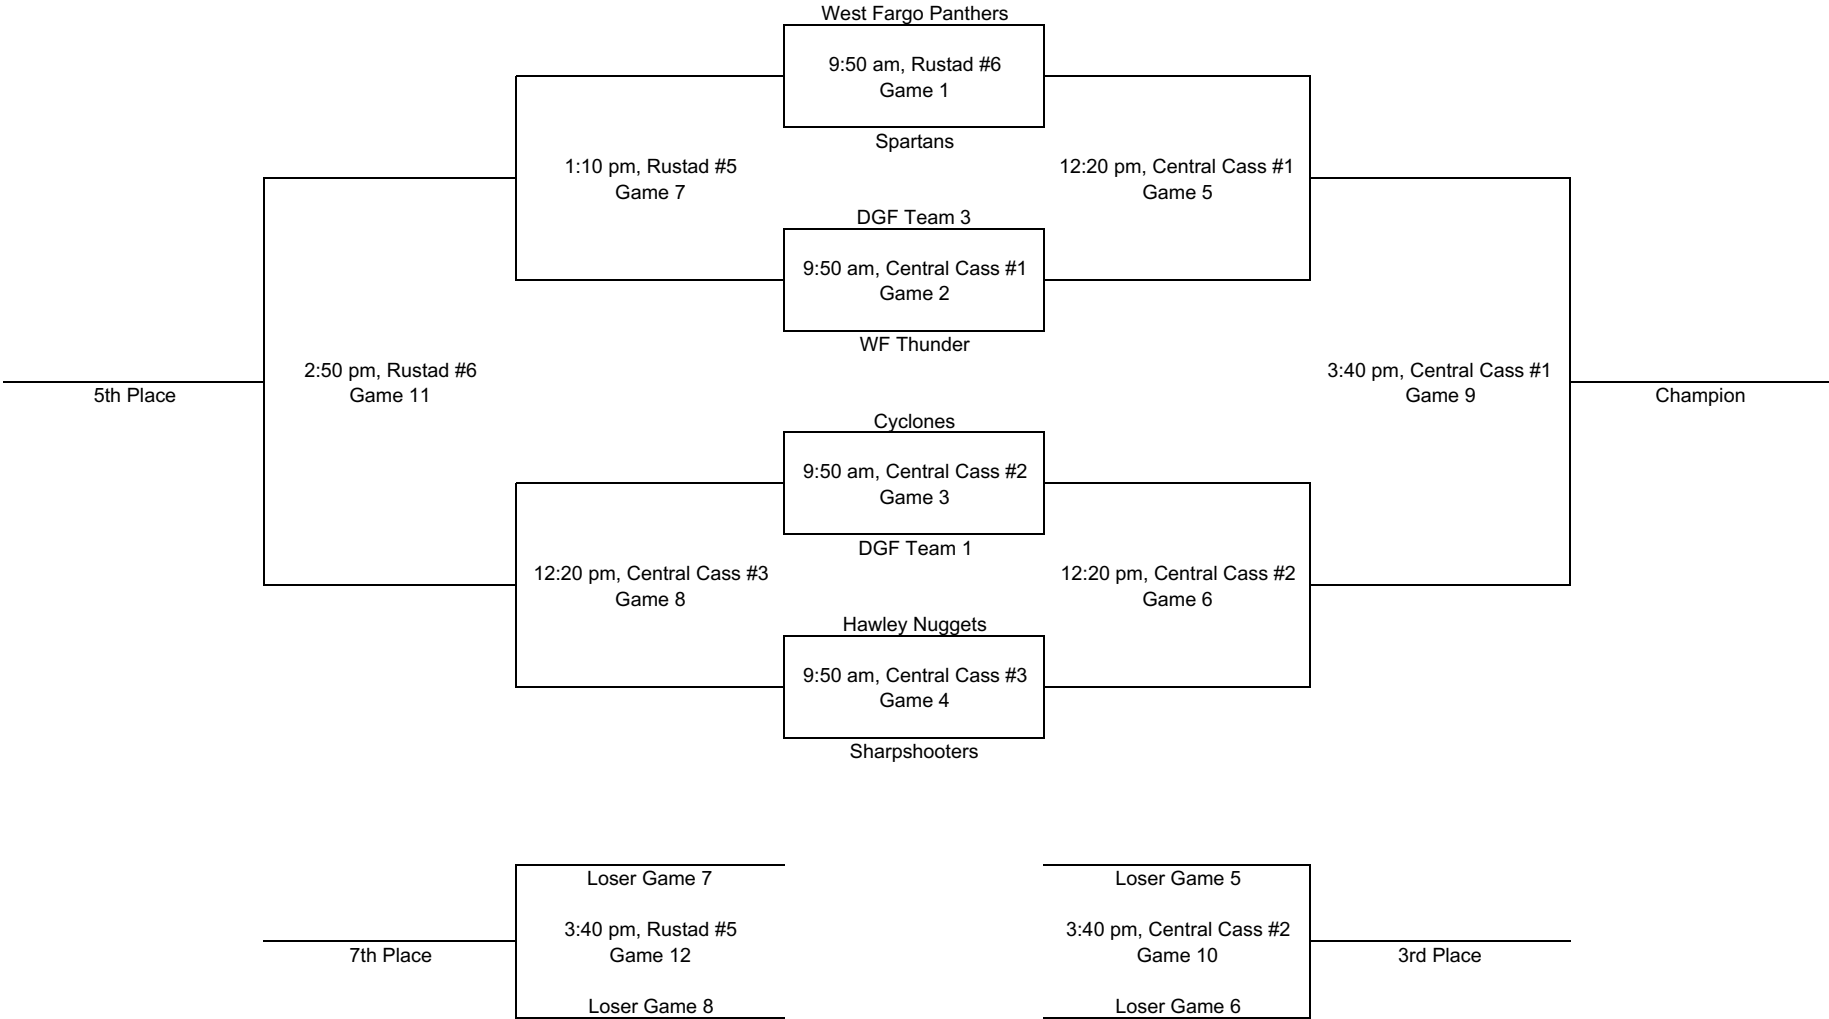 West Fargo Panthers
9:50 am, Rustad #6
Game 1
Spartans
1:10 pm, Rustad #5
Game 7
12:20 pm, Central Cass #1
Game 5
DGF Team 3
9:50 am, Central Cass #1
Game 2
WF Thunder
2:50 pm, Rustad #6
Game 11
5th Place
3:40 pm, Central Cass #1
Game 9
Champion
Cyclones
9:50 am, Central Cass #2
Game 3
DGF Team 1
12:20 pm, Central Cass #3
Game 8
12:20 pm, Central Cass #2
Game 6
Hawley Nuggets
9:50 am, Central Cass #3
Game 4
Sharpshooters
Loser Game 7
3:40 pm, Rustad #5
Game 12
7th Place
Loser Game 8
Loser Game 5
3:40 pm, Central Cass #2
Game 10
3rd Place
Loser Game 6